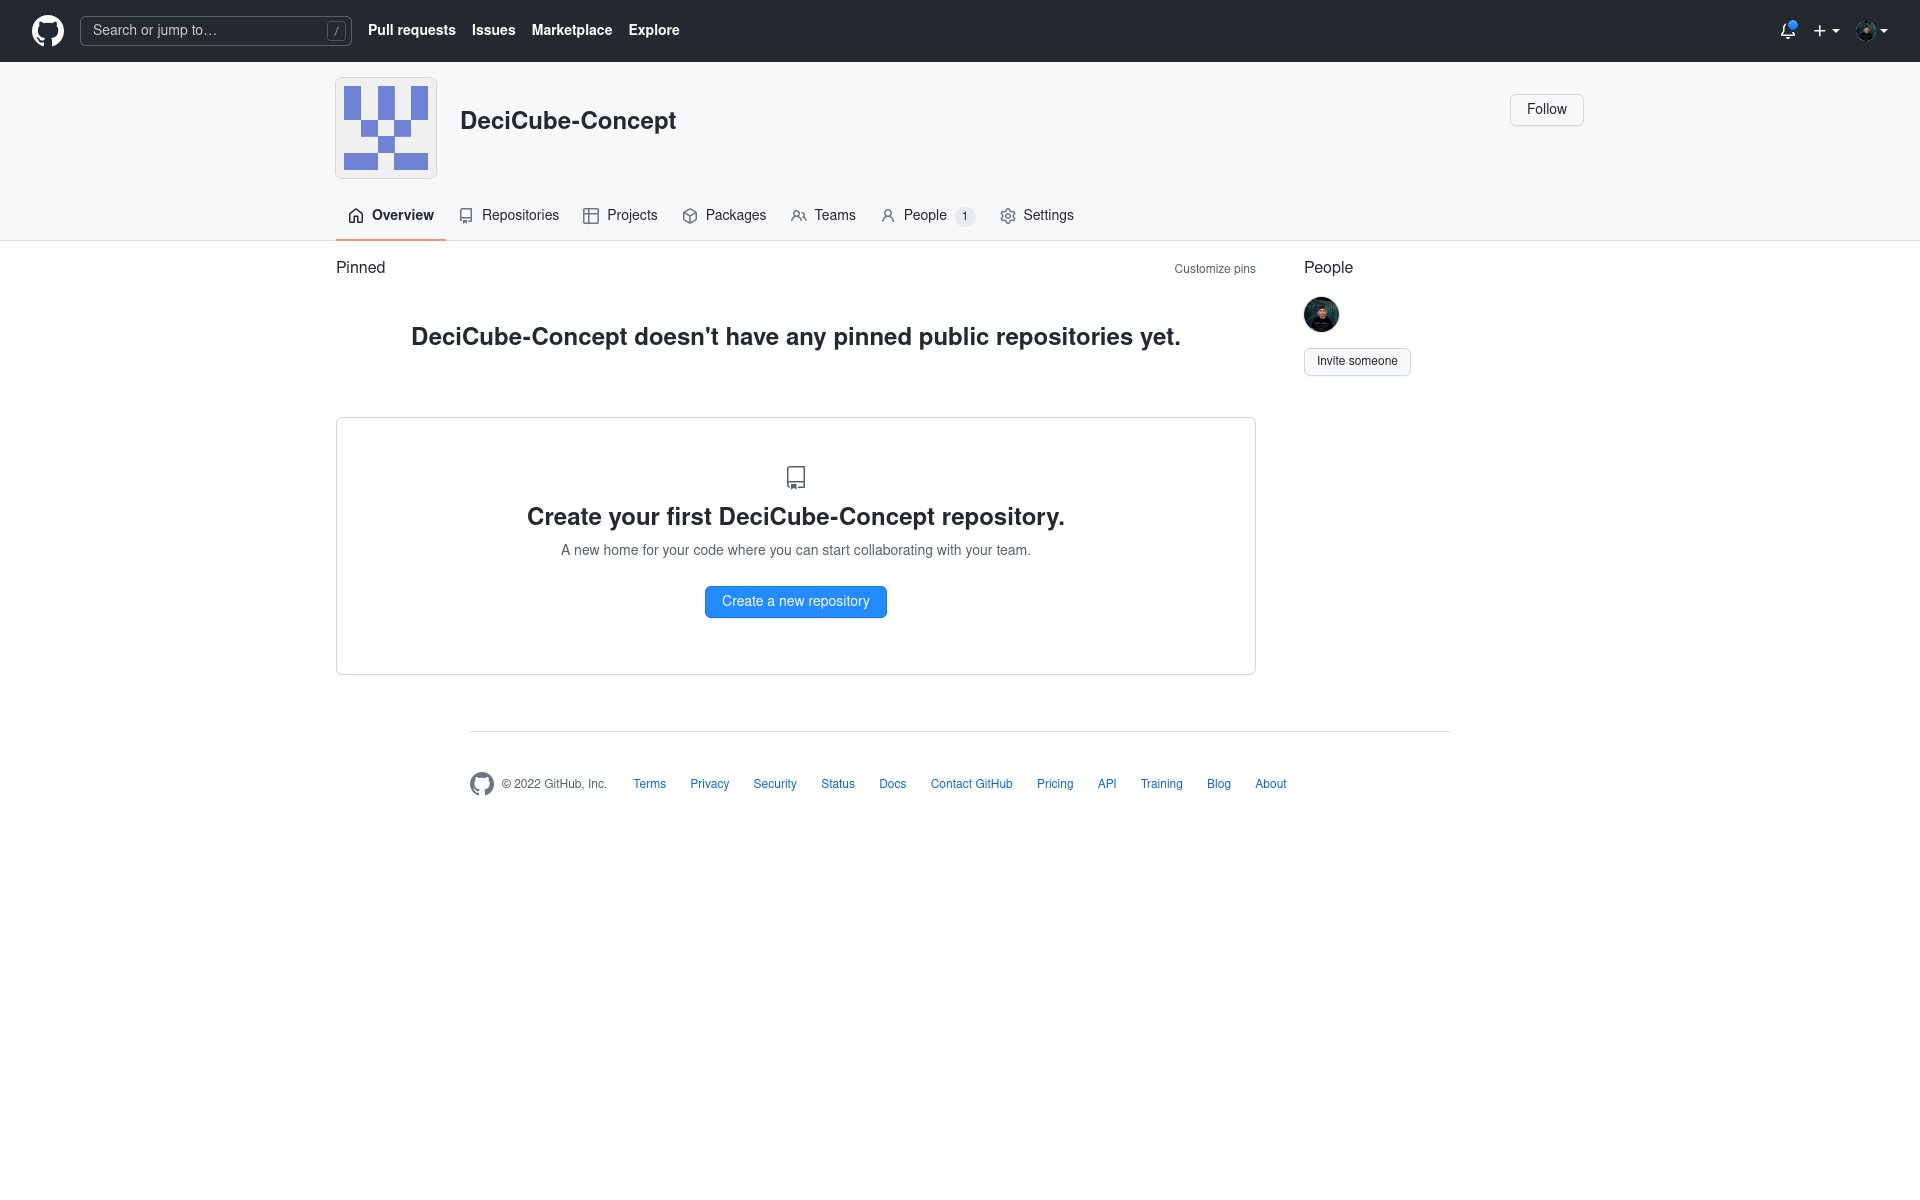 Search or jump to… /
Pull requests Issues Marketplace Explore
DeciCube-Concept
Follow
Overview Repositories Projects Packages Teams People 1 Settings
Pinned
Customize pins
DeciCube-Concept doesn't have any pinned public repositories yet.
Create your first DeciCube-Concept repository.
A new home for your code where you can start collaborating with your team.
Create a new repository
People
Invite someone
© 2022 GitHub, Inc. Terms Privacy Security Status Docs Contact GitHub Pricing API Training Blog About